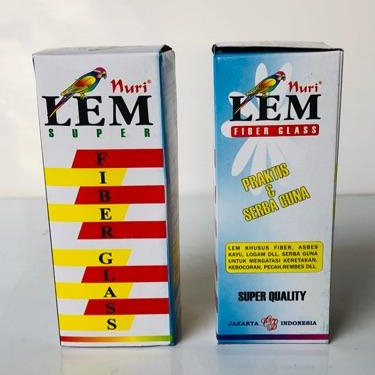 Nuri®
LEM
SUPER
FIBER GLASS
Nuri®
LEM
FIBER GLASS
PRAKTIS
&
SERBA GUNA
LEM KHUSUS FIBER, ASBES
KAYU, LOGAM DLL. SERBA GUNA
UNTUK MENGATASI KERETAKAN,
KEBOCORAN, PECAH, REMBES DLL.
SUPER QUALITY
JAKARTA INDONESIA